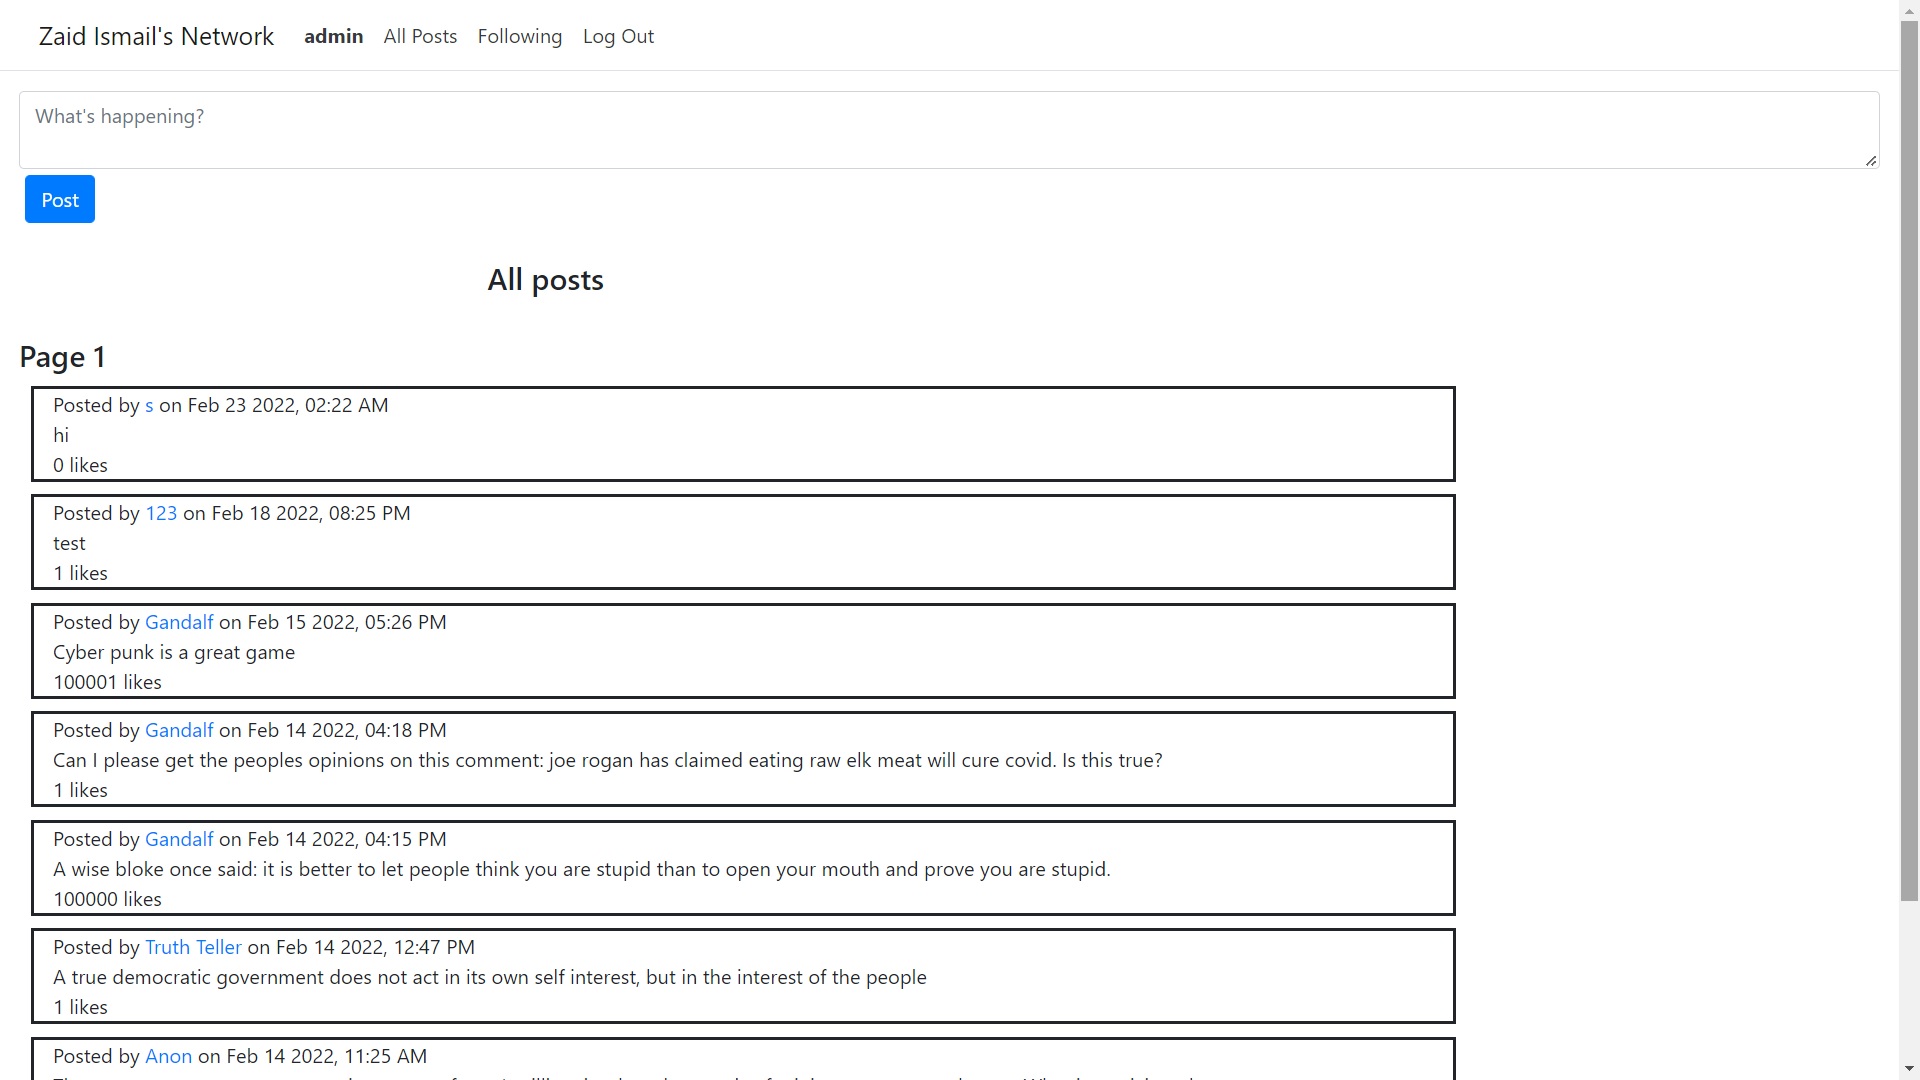 Zaid Ismail's Network admin All Posts Following Log Out
What's happening?
Post
All posts
Page 1
Posted by s on Feb 23 2022, 02:22 AM
hi
0 likes
Posted by 123 on Feb 18 2022, 08:25 PM
test
1 likes
Posted by Gandalf on Feb 15 2022, 05:26 PM
Cyber punk is a great game
100001 likes
Posted by Gandalf on Feb 14 2022, 04:18 PM
Can I please get the peoples opinions on this comment: joe rogan has claimed eating raw elk meat will cure covid. Is this true?
1 likes
Posted by Gandalf on Feb 14 2022, 04:15 PM
A wise bloke once said: it is better to let people think you are stupid than to open your mouth and prove you are stupid.
100000 likes
Posted by Truth Teller on Feb 14 2022, 12:47 PM
A true democratic government does not act in its own self interest, but in the interest of the people
1 likes
Posted by Anon on Feb 14 2022, 11:25 AM